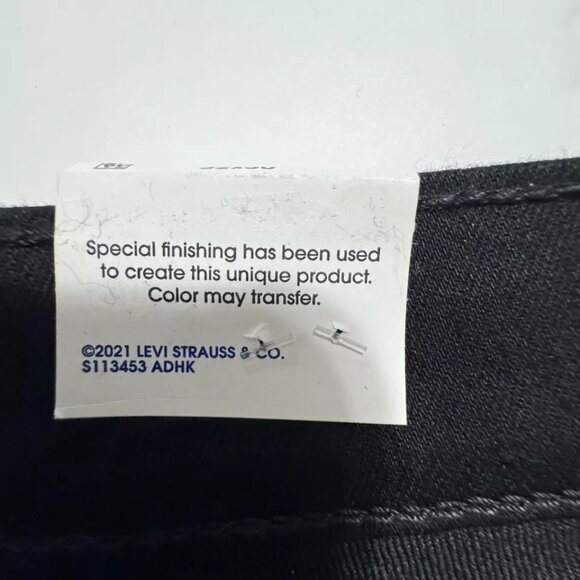 Special finishing has been used
to create this unique product.
Color may transfer.
©2021 LEVI STRAUSS & CO.
S113453 ADHK